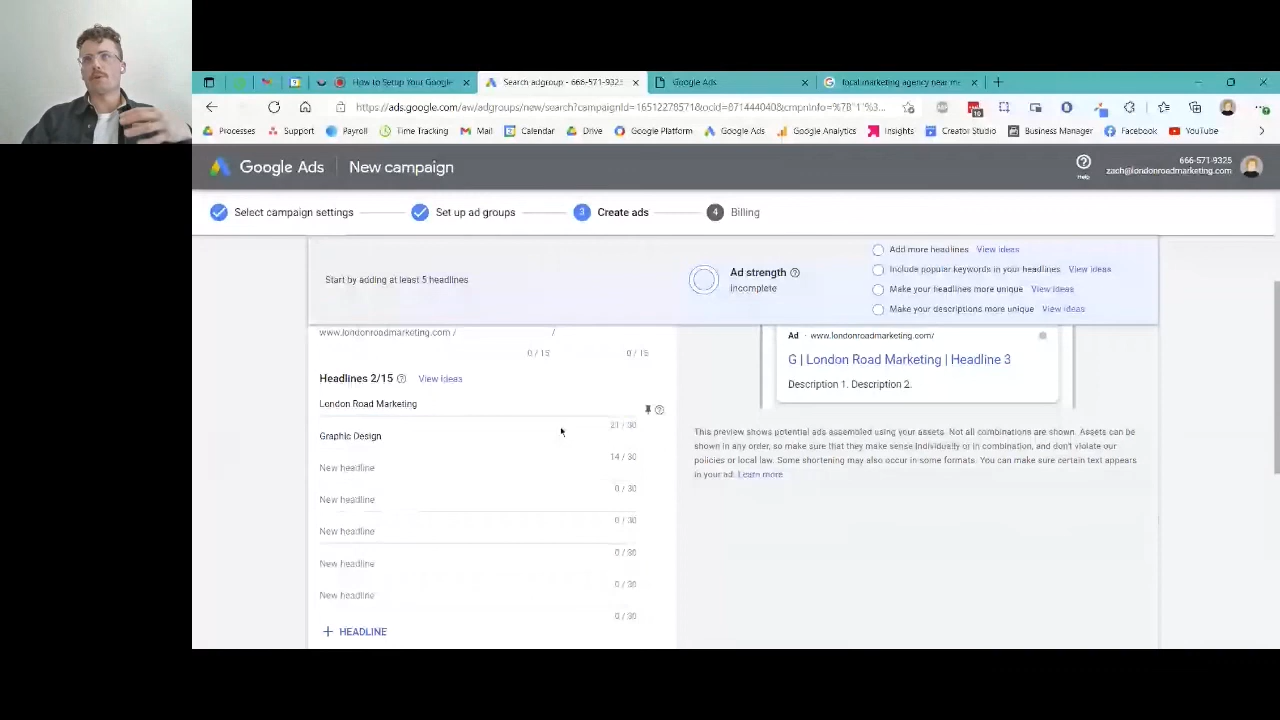 How to Setup Your Google
Search adgroup - 666-571-9325
Google Ads
local marketing agency near me
https://ads.google.com/aw/adgroups/new/search?campaignId=16512278571&ocid=871444040&cmpnInfo=%7B"1"%3...
Processes
Support
Payroll
Time Tracking
Mail
Calendar
Drive
Google Platform
Google Ads
Google Analytics
Insights
Creator Studio
Business Manager
Facebook
YouTube
Google Ads
New campaign
Help
666-571-9325
zach@londonroadmarketing.com
Select campaign settings
Set up ad groups
3 Create ads
4 Billing
Start by adding at least 5 headlines
Ad strength
Incomplete
Add more headlines View ideas
Include popular keywords in your headlines View ideas
Make your headlines more unique View ideas
Make your descriptions more unique View ideas
www.londonroadmarketing.com / /
0 / 15 0 / 15
Headlines 2/15 View ideas
London Road Marketing
21 / 30
Graphic Design
14 / 30
New headline
0 / 30
New headline
0 / 30
New headline
0 / 30
New headline
0 / 30
New headline
0 / 30
+ HEADLINE
Ad · www.londonroadmarketing.com/
G | London Road Marketing | Headline 3
Description 1. Description 2.
This preview shows potential ads assembled using your assets. Not all combinations are shown. Assets can
be shown in any order, so make sure that they make sense individually or in combination, and don't violate our
policies or local law. Some shortening may also occur in some formats. You can make sure certain text appears
in your ad. Learn more